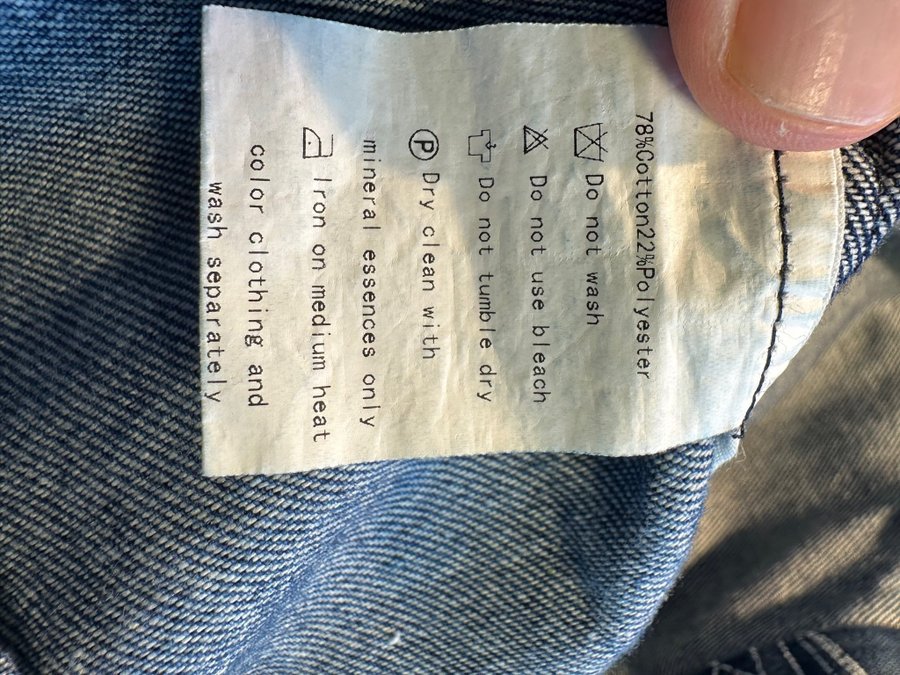 78%Cotton22%Polyester
Do not wash
Do not use bleach
Do not tumble dry
P Dry clean with
mineral essences only
Iron on medium heat
color clothing and
wash separately